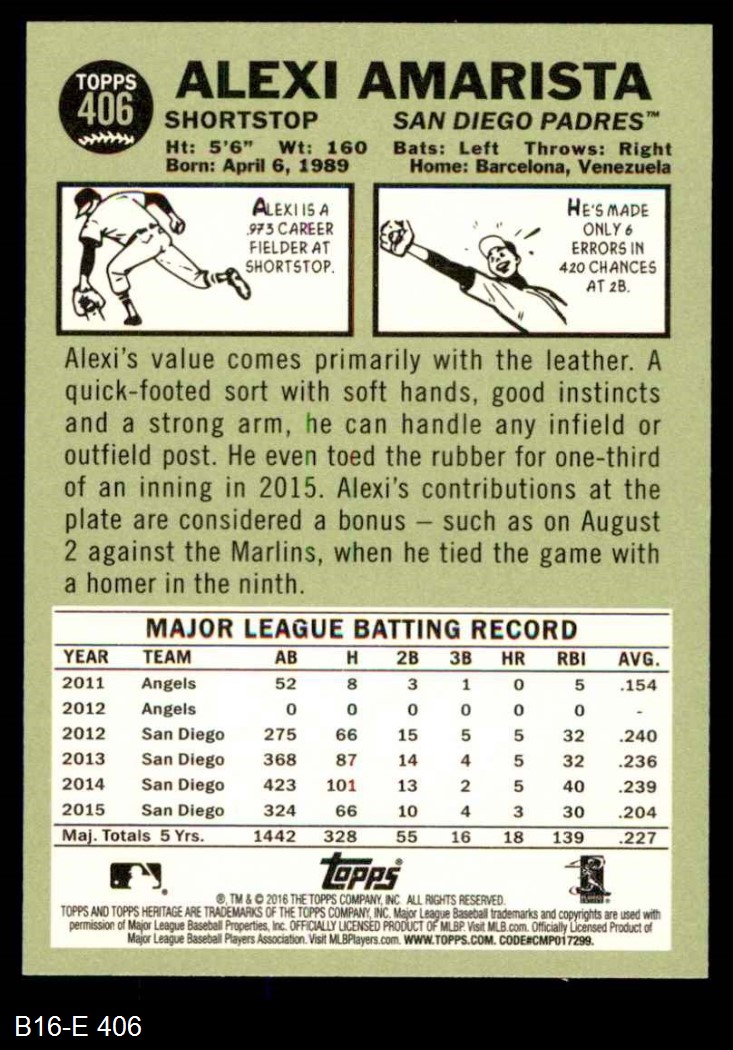 TOPPS
406
ALEXI AMARISTA
SHORTSTOP SAN DIEGO PADRES™
Ht: 5'6" Wt: 160 Bats: Left Throws: Right
Born: April 6, 1989 Home: Barcelona, Venezuela
ALEXI IS A
.973 CAREER
FIELDER AT
SHORTSTOP.
HE'S MADE
ONLY 6
ERRORS IN
420 CHANCES
AT 2B.
Alexi's value comes primarily with the leather. A
quick-footed sort with soft hands, good instincts
and a strong arm, he can handle any infield or
outfield post. He even toed the rubber for one-third
of an inning in 2015. Alexi's contributions at the
plate are considered a bonus – such as on August
2 against the Marlins, when he tied the game with
a homer in the ninth.
MAJOR LEAGUE BATTING RECORD
YEAR TEAM AB H 2B 3B HR RBI AVG.
2011 Angels 52 8 3 1 0 5 .154
2012 Angels 0 0 0 0 0 0 -
2012 San Diego 275 66 15 5 5 32 .240
2013 San Diego 368 87 14 4 5 32 .236
2014 San Diego 423 101 13 2 5 40 .239
2015 San Diego 324 66 10 4 3 30 .204
Maj. Totals 5 Yrs. 1442 328 55 16 18 139 .227
Topps®
®, TM & © 2016 THE TOPPS COMPANY, INC. ALL RIGHTS RESERVED.
TOPPS AND TOPPS HERITAGE ARE TRADEMARKS OF THE TOPPS COMPANY, INC. Major League Baseball trademarks and copyrights are used with
permission of Major League Baseball Properties, Inc. OFFICIALLY LICENSED PRODUCT OF MLBP. Visit MLB.com. Officially Licensed Product of
Major League Baseball Players Association. Visit MLBPlayers.com. WWW.TOPPS.COM. CODE#CMP017299.
B16-E 406